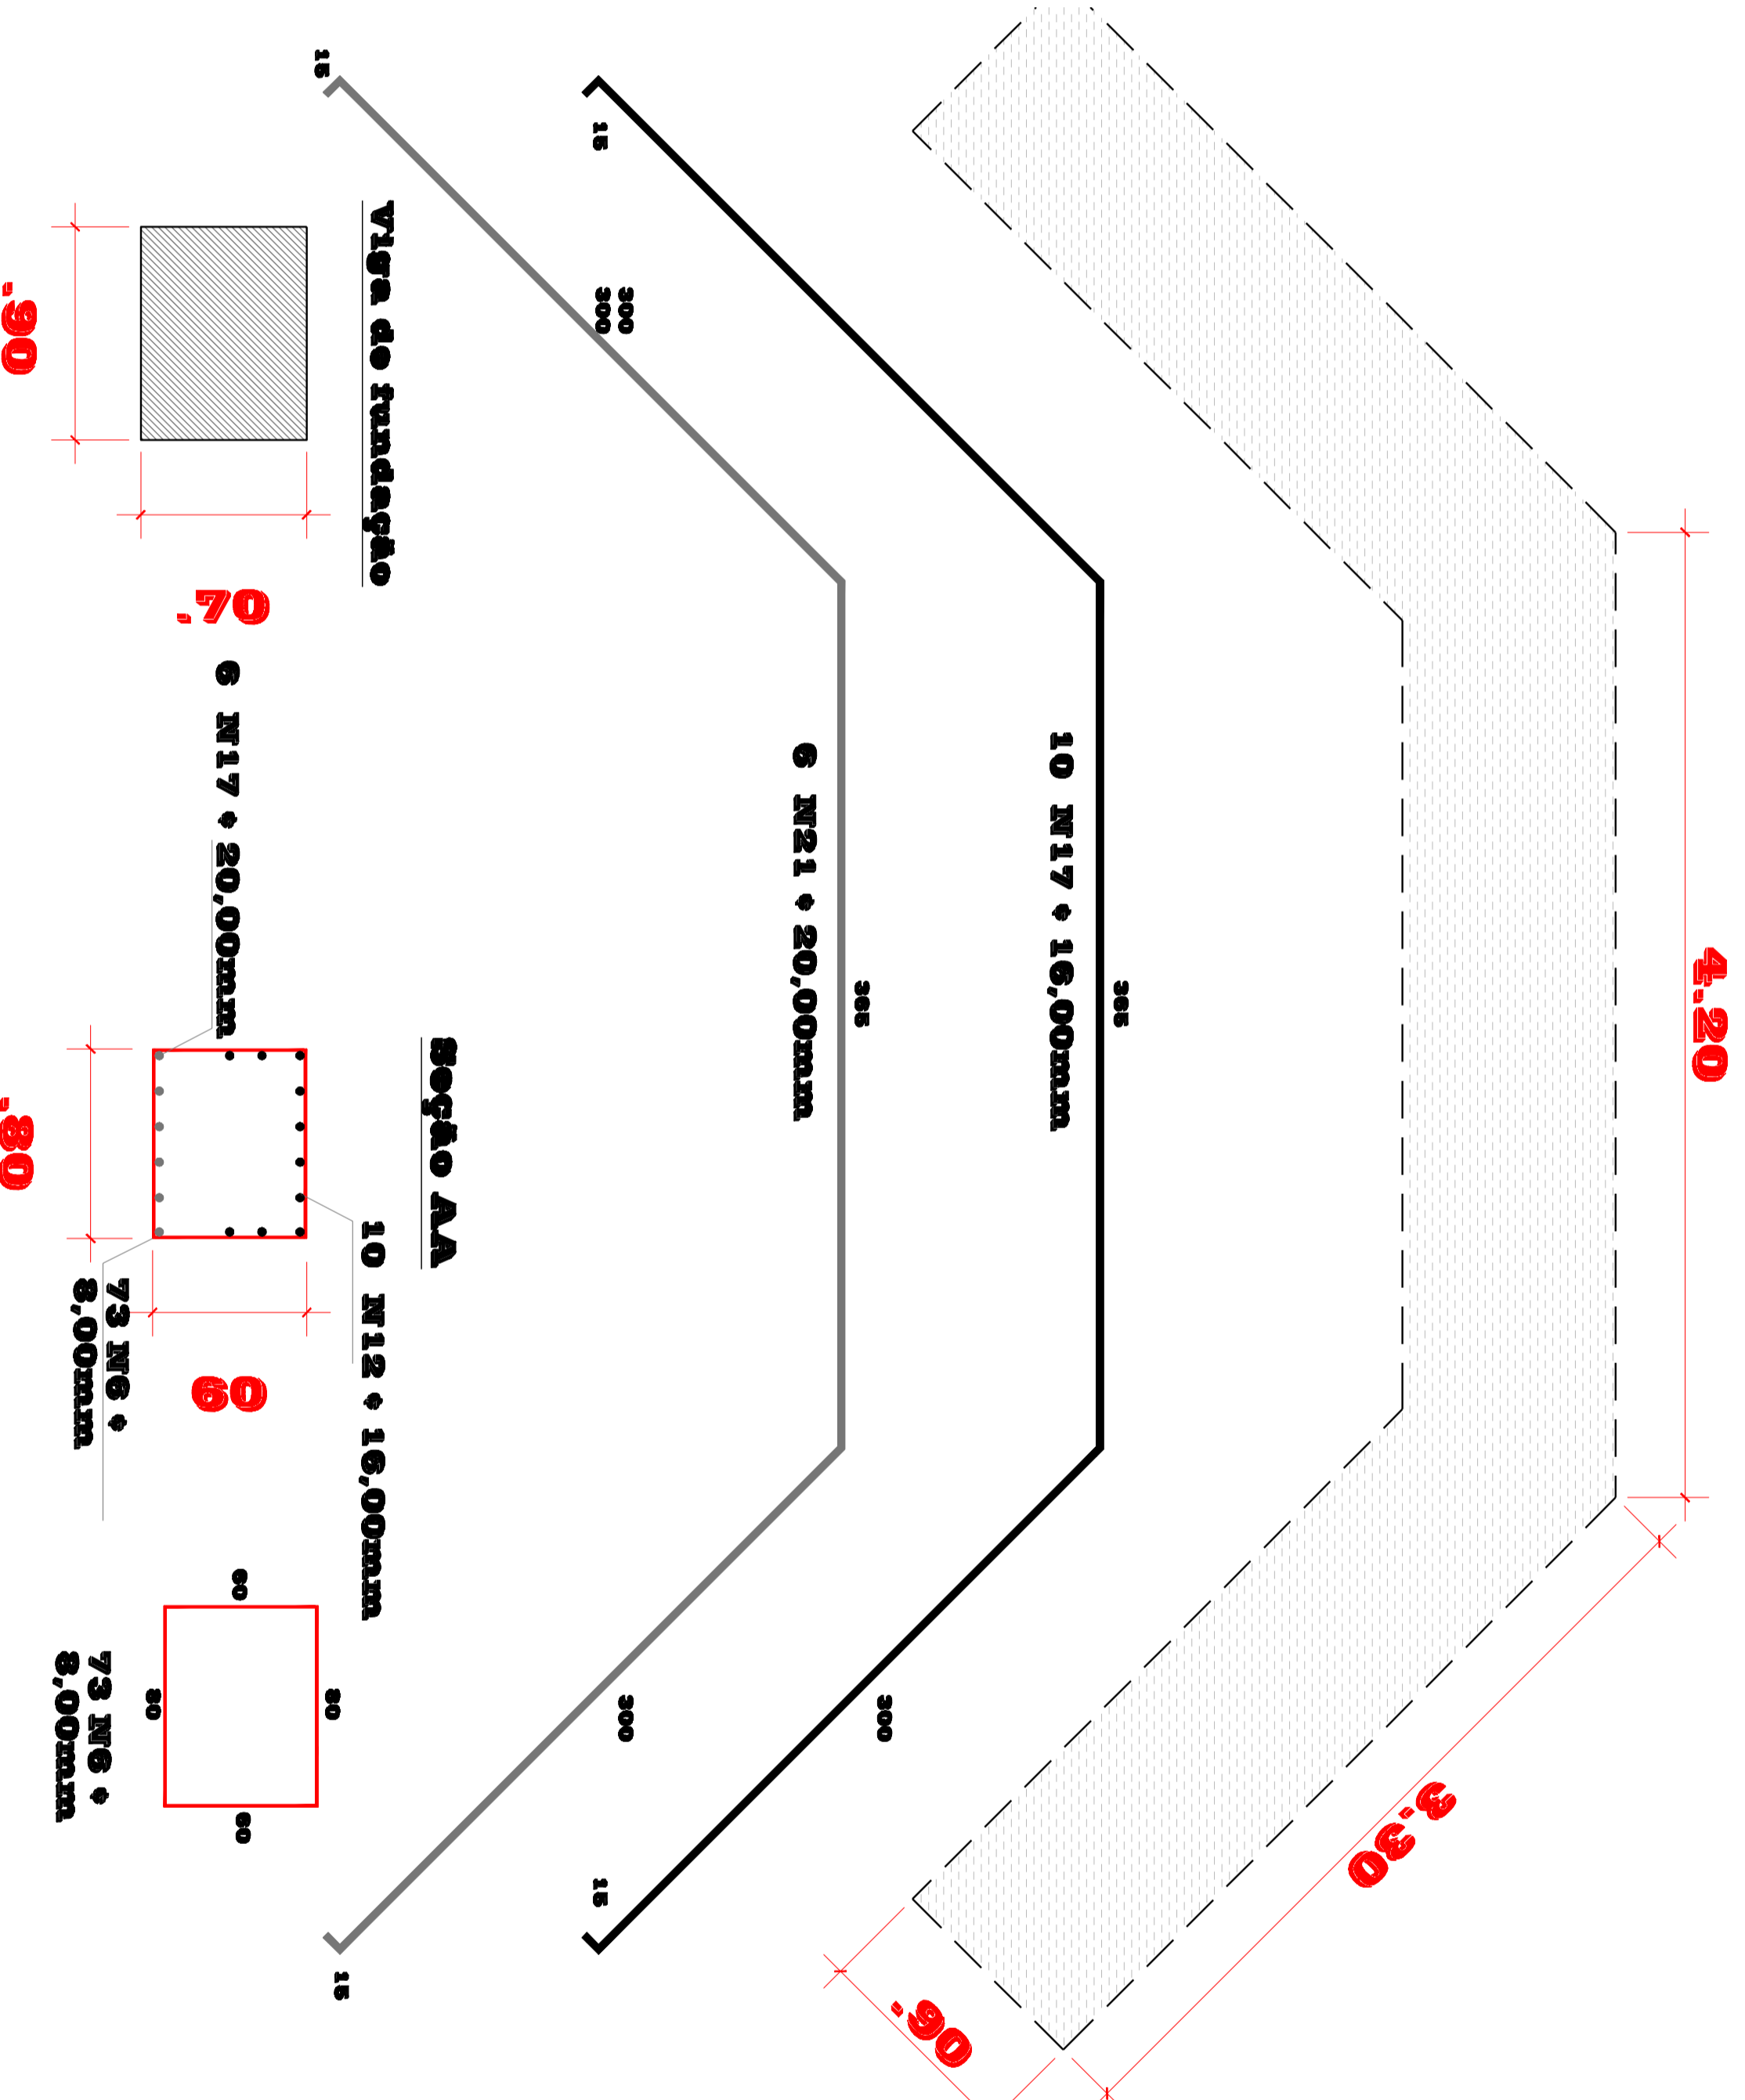 4.20
3.30
.90
365
10 N17 ¢ 16,00mm
15
300
300
15
365
6 N21 ¢ 20,00mm
15
300
300
15
Seção AA
Viga de fundação
.90
.70
6 N17 ¢ 20,00mm
.80
60
10 N12 ¢ 16,00mm
73 N6 ¢
8,00mm
60
80
80
60
73 N6 ¢
8,00mm